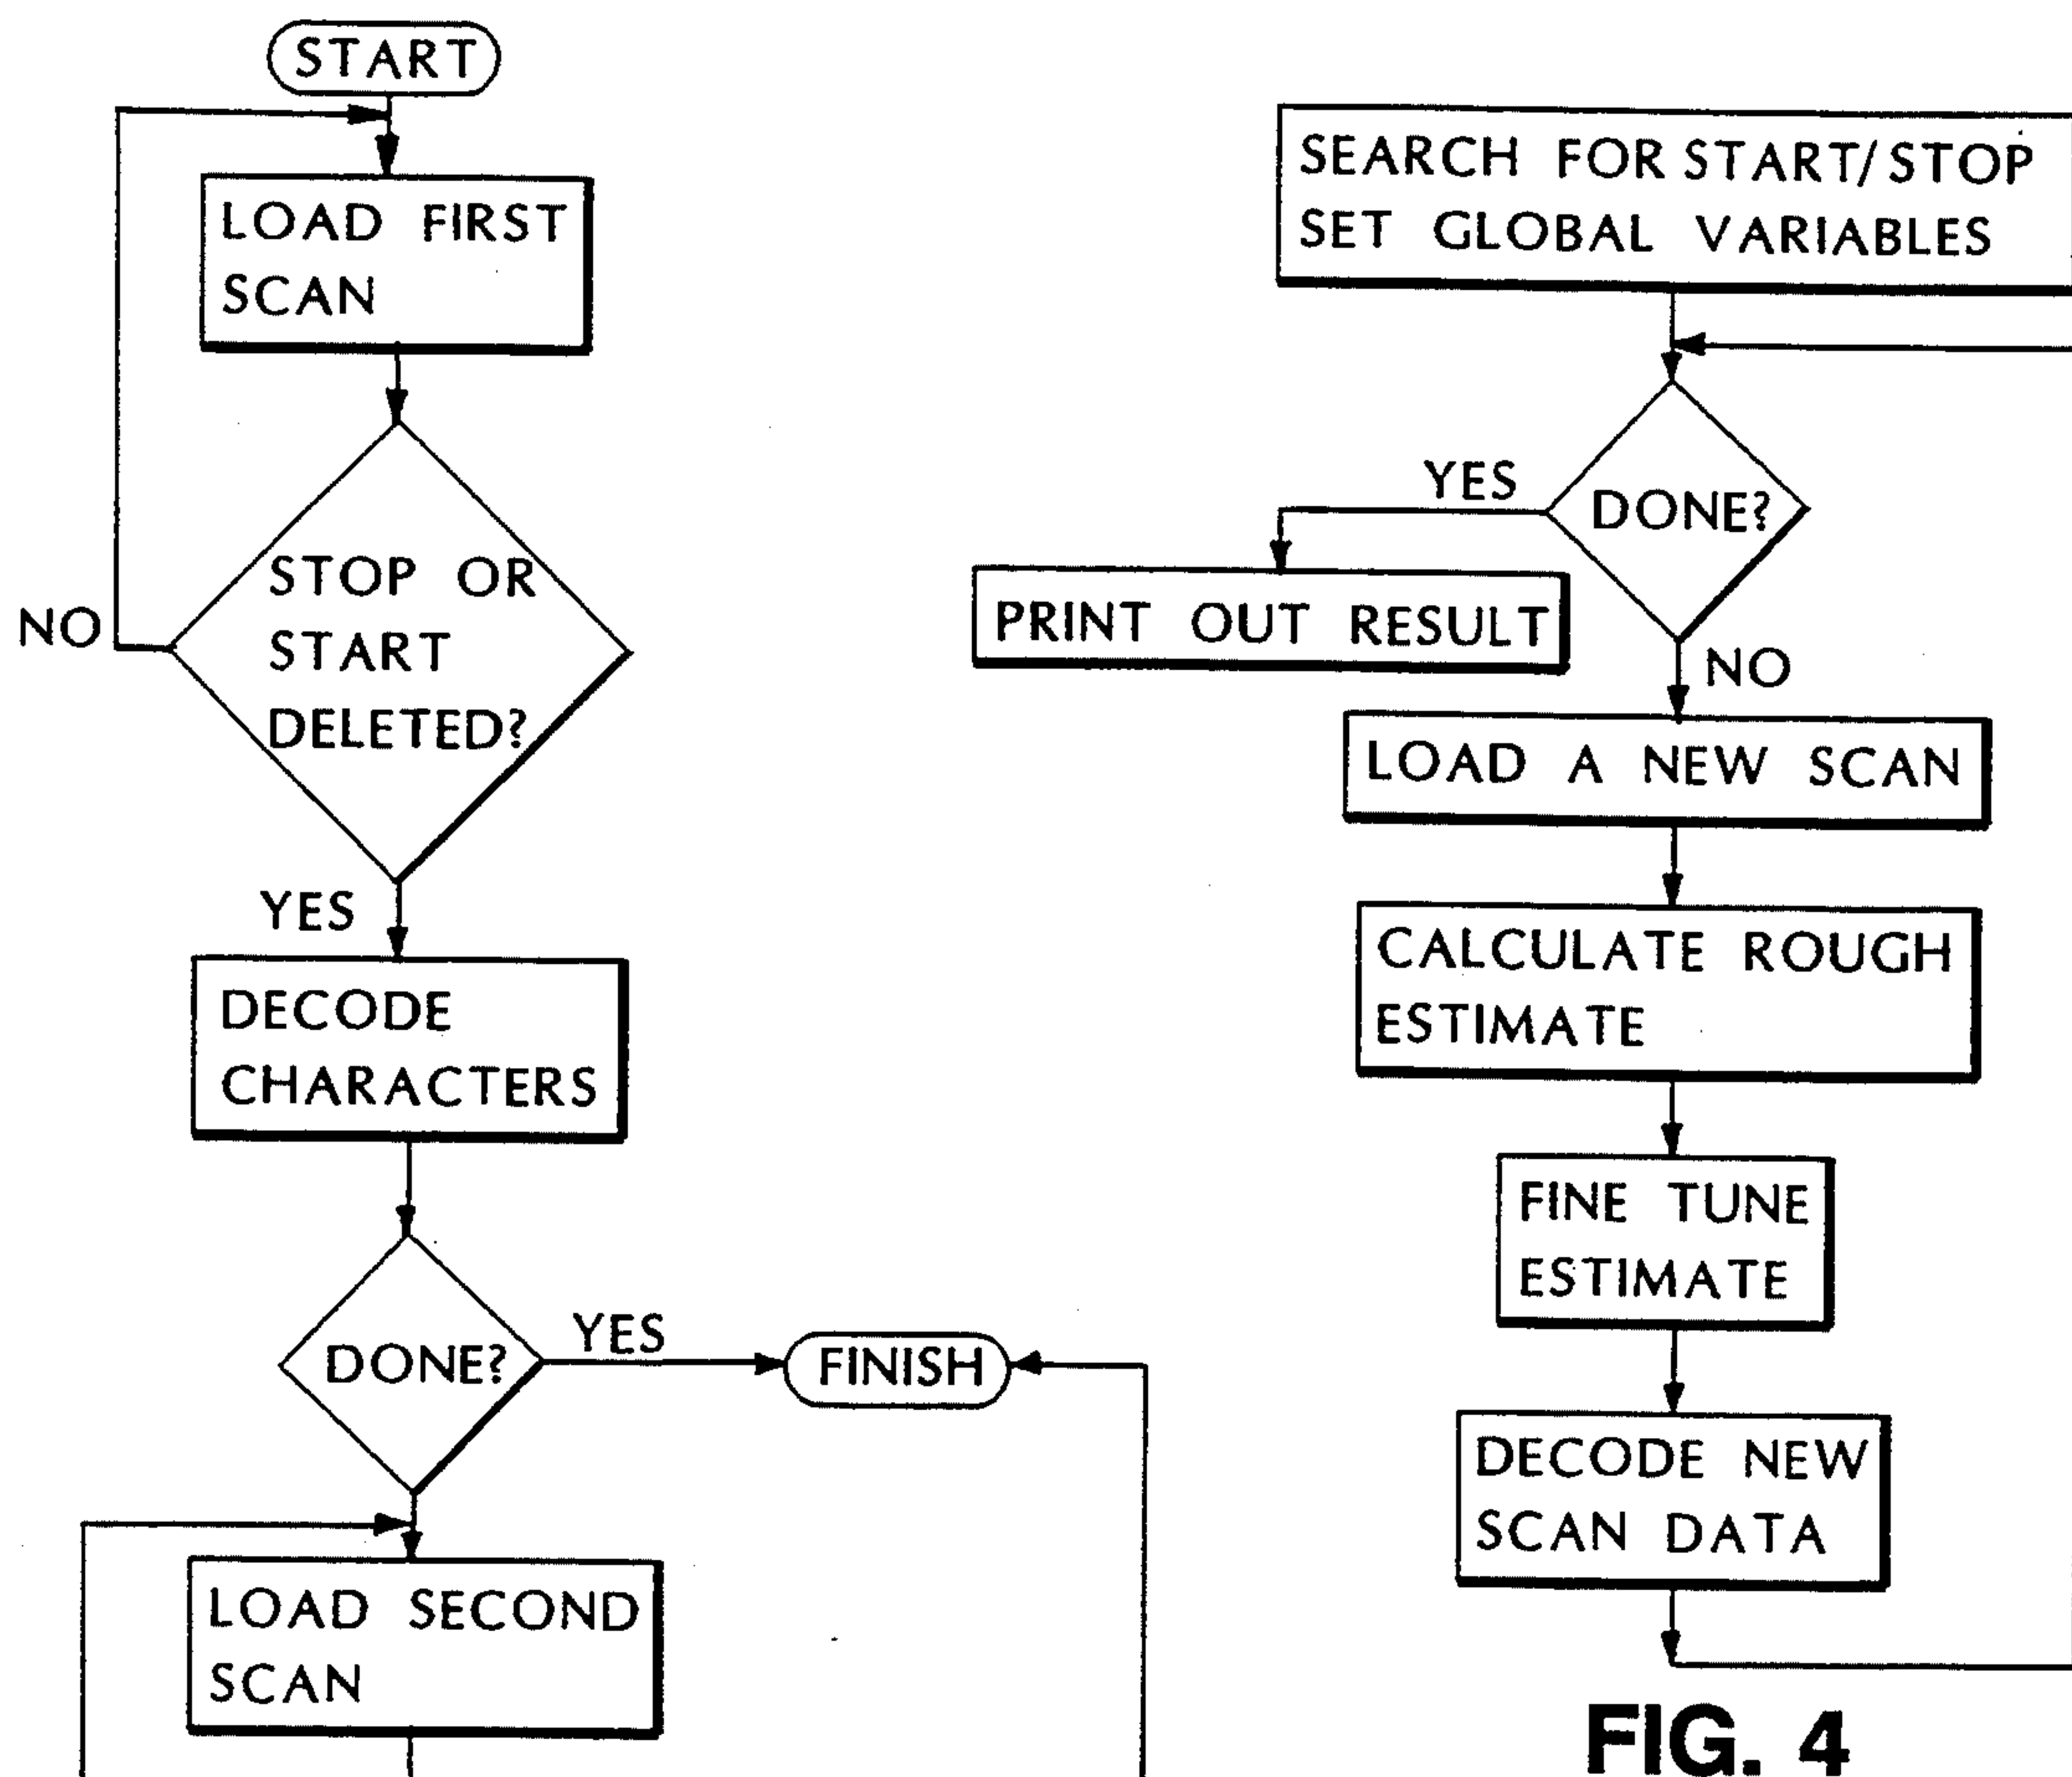 START
LOAD FIRST
SCAN
STOP OR
START
DELETED?
NO
YES
DECODE
CHARACTERS
DONE?
YES
FINISH
LOAD SECOND
SCAN
SEARCH FOR START/STOP
SET GLOBAL VARIABLES
DONE?
YES
PRINT OUT RESULT
NO
LOAD A NEW SCAN
CALCULATE ROUGH
ESTIMATE
FINE TUNE
ESTIMATE
DECODE NEW
SCAN DATA
FIG. 4